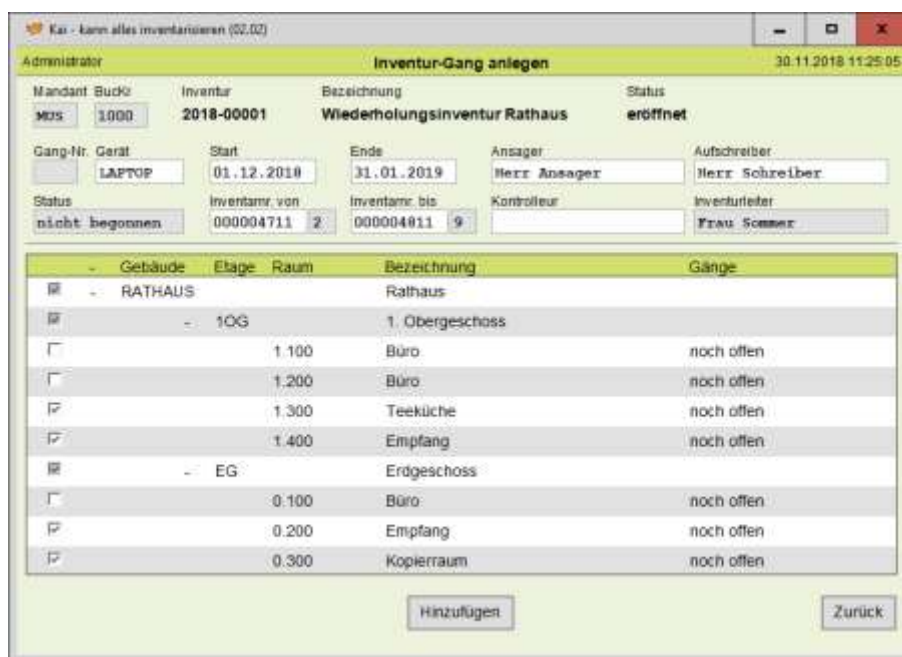 Kai - kann alles inventarisieren (02.02)
Administrator Inventur-Gang anlegen 30.11.2018 11:25:05
Mandant BucKr Inventur Bezeichnung Status
MUS 1000 2018-00001 Wiederholungsinventur Rathaus eröffnet
Gang-Nr. Gerät Start Ende Ansager Aufschreiber
LAPTOP 01.12.2018 31.01.2019 Herr Ansager Herr Schreiber
Status Inventarnr. von Inventarnr. bis Kontrolleur Inventurleiter
nicht begonnen 000004711 2 000004811 9 Frau Sommer
- Gebäude Etage Raum Bezeichnung Gänge
- RATHAUS Rathaus
- 1OG 1. Obergeschoss
1.100 Büro noch offen
1.200 Büro noch offen
1.300 Teeküche noch offen
1.400 Empfang noch offen
- EG Erdgeschoss
0.100 Büro noch offen
0.200 Empfang noch offen
0.300 Kopierraum noch offen
Hinzufügen Zurück